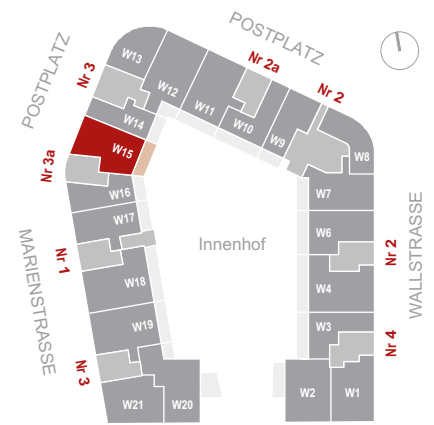 POSTPLATZ
POSTPLATZ
Nr 3
Nr 2a
Nr 2
W13
W12
W11
W10
W9
W8
W14
W15
Nr 3a
W16
W17
W7
W6
Nr 2
WALLSTRASSE
Innenhof
MARIENSTRASSE
Nr 1
W18
W4
W19
W3
Nr 4
Nr 3
W21
W20
W2
W1